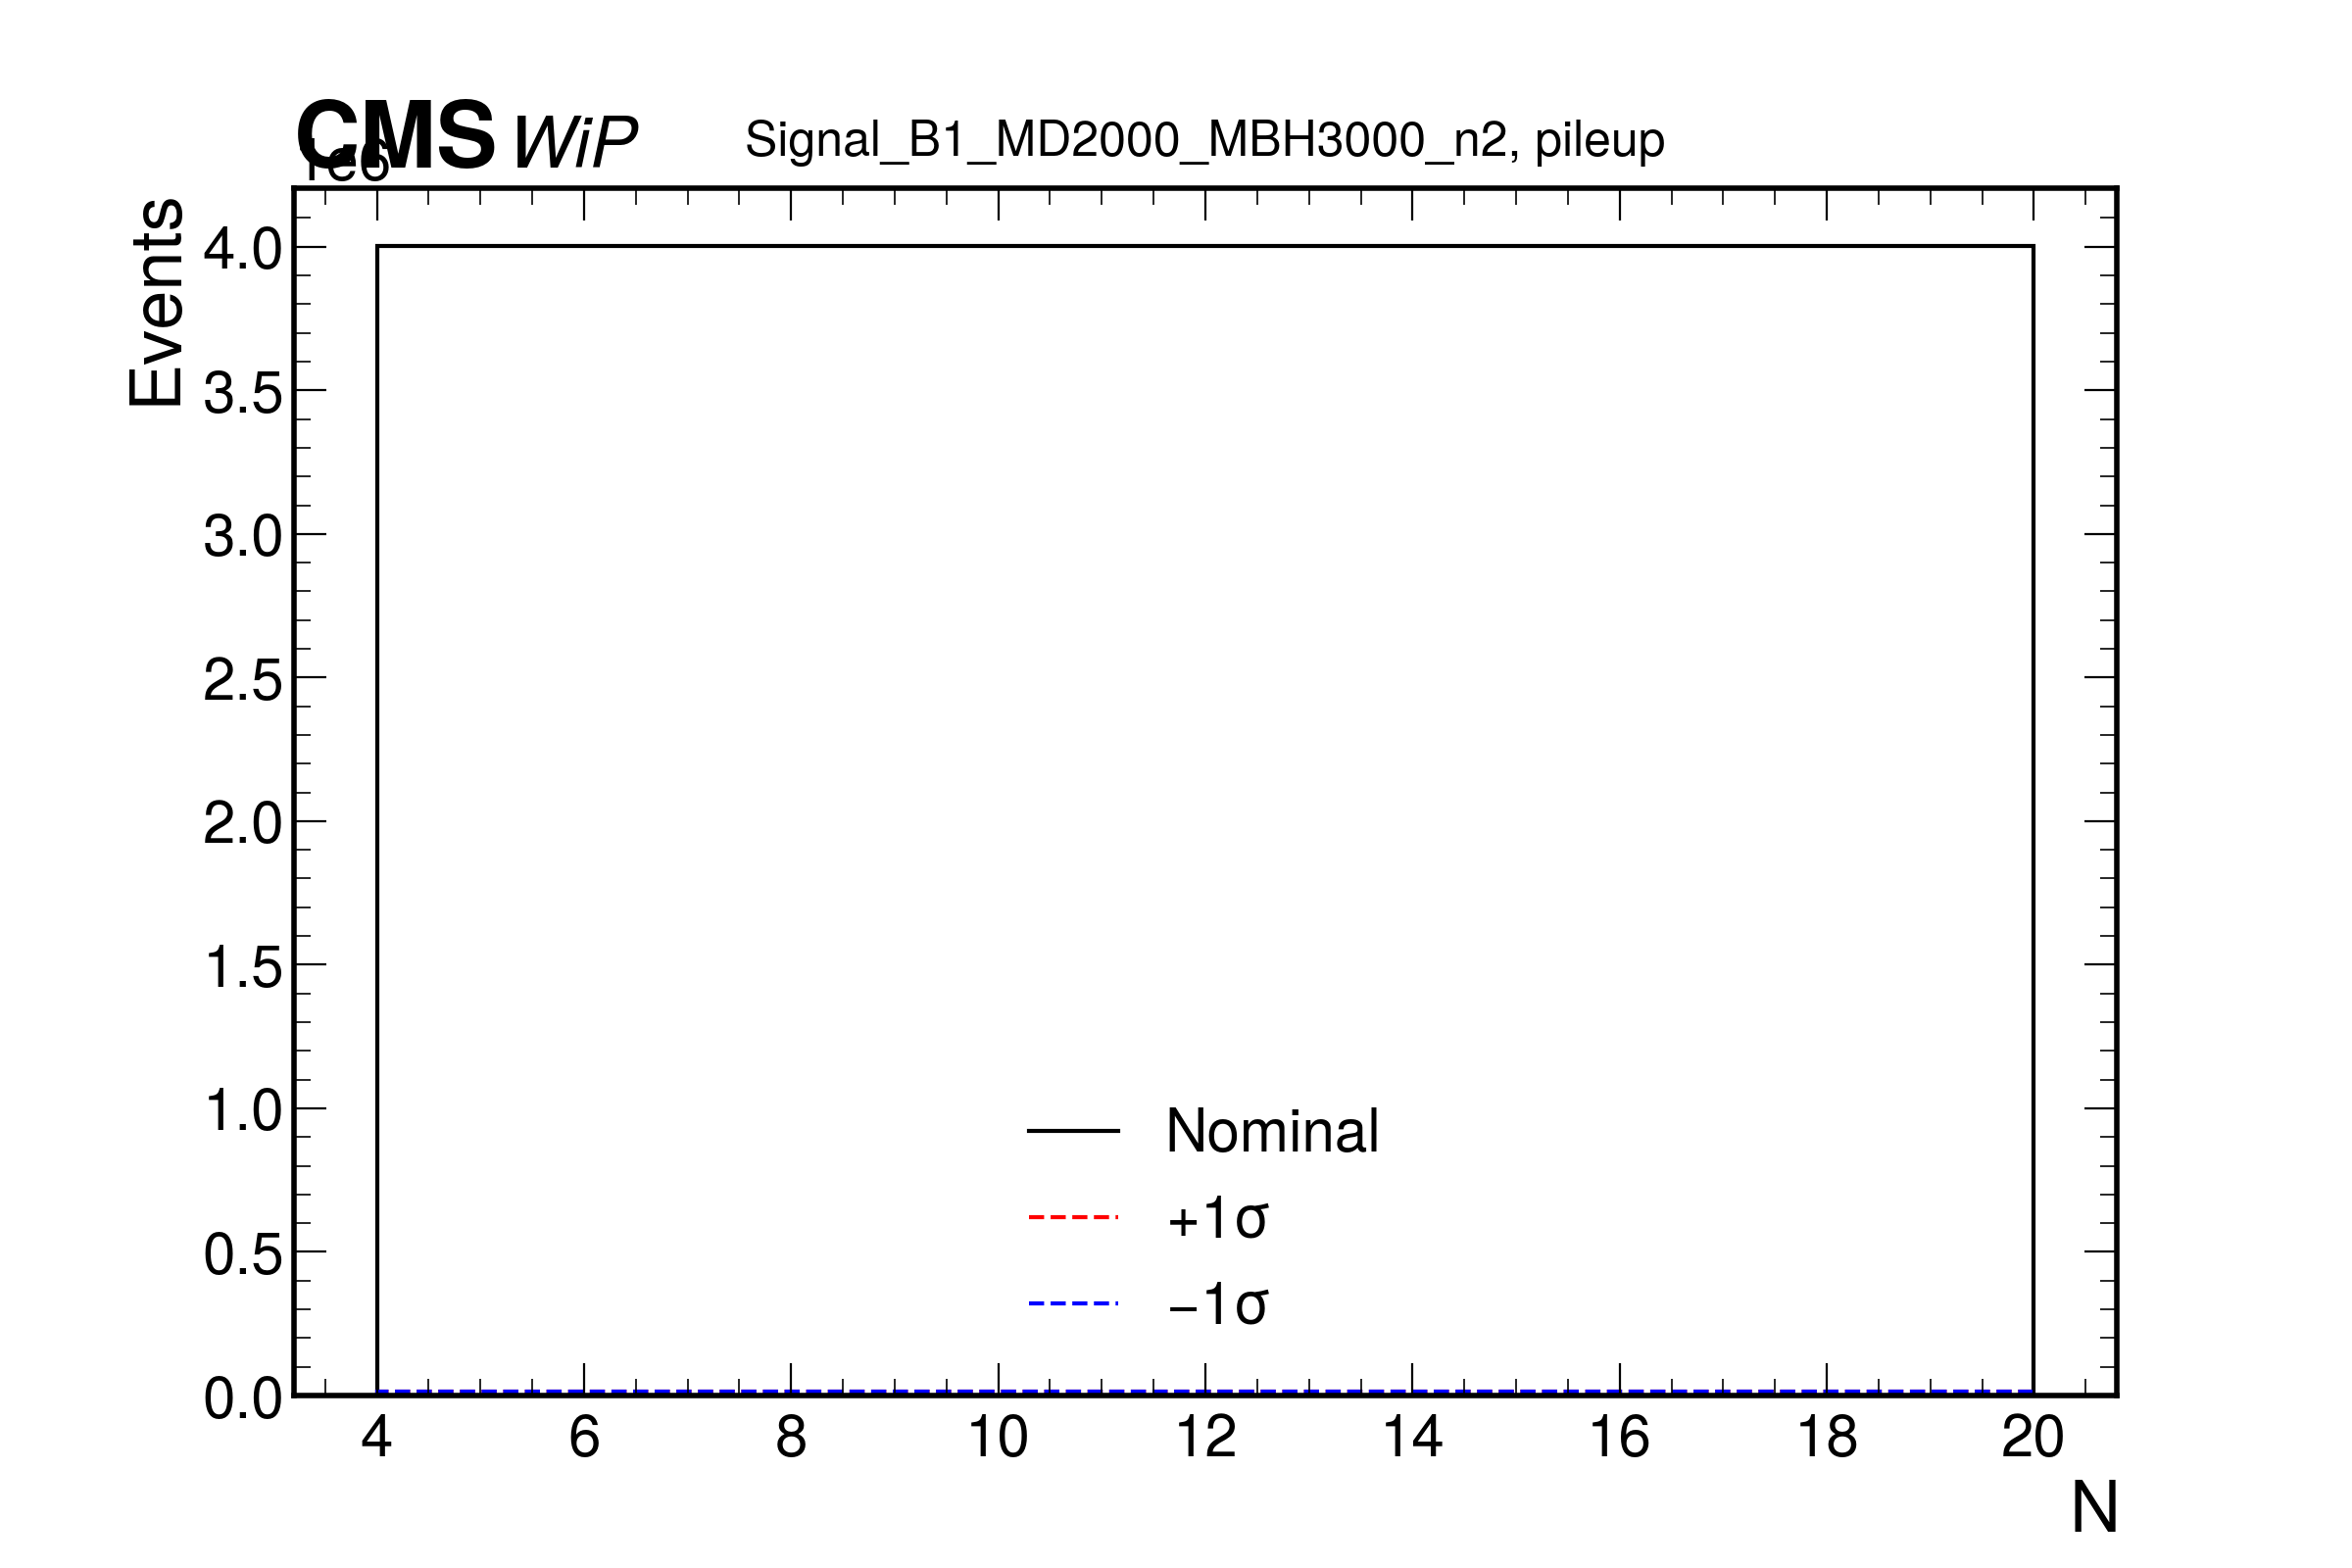 CMS WiP
Signal_B1_MD2000_MBH3000_n2, pileup
1e6
Events
4.0
3.5
3.0
2.5
2.0
1.5
1.0
0.5
0.0
Nominal
+1σ
−1σ
4 6 8 10 12 14 16 18 20
N